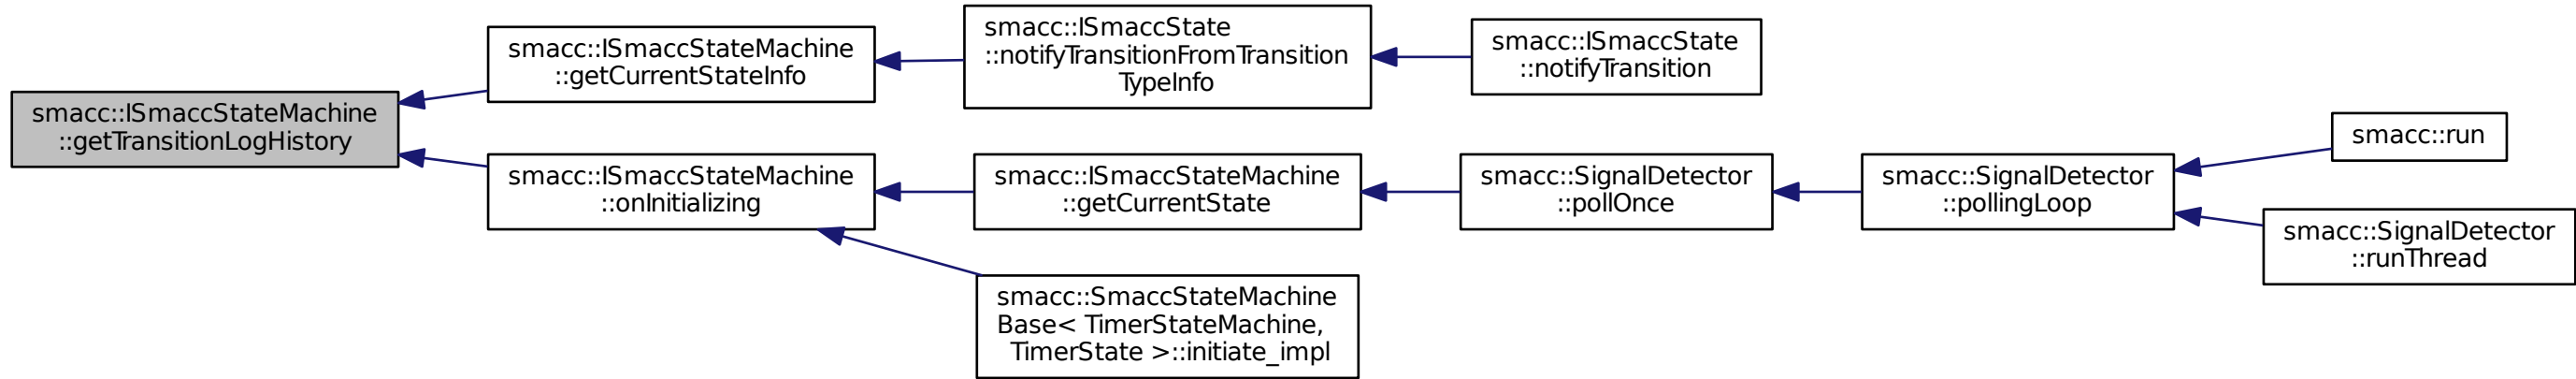 smacc::ISmaccStateMachine
::getTransitionLogHistory
smacc::ISmaccStateMachine
::getCurrentStateInfo
smacc::ISmaccState
::notifyTransitionFromTransition
TypeInfo
smacc::ISmaccState
::notifyTransition
smacc::ISmaccStateMachine
::onInitializing
smacc::ISmaccStateMachine
::getCurrentState
smacc::SignalDetector
::pollOnce
smacc::SignalDetector
::pollingLoop
smacc::run
smacc::SignalDetector
::runThread
smacc::SmaccStateMachine
Base< TimerStateMachine,
TimerState >::initiate_impl